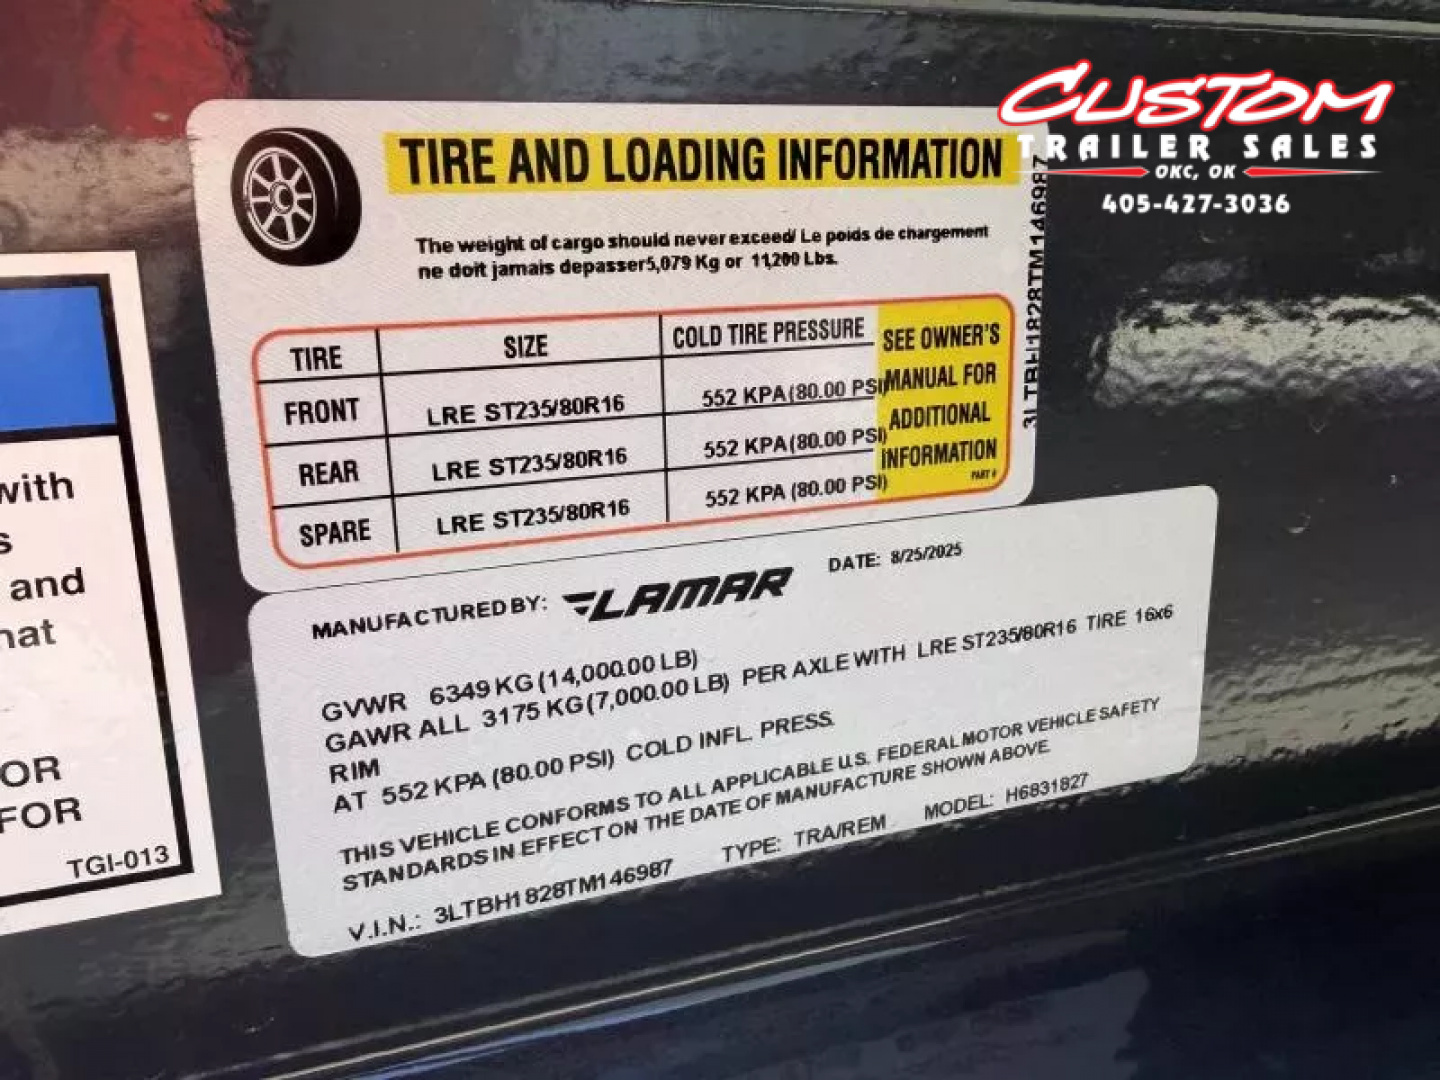 CUSTOM
TRAILER SALES
OKC, OK
405-427-3036
TIRE AND LOADING INFORMATION
The weight of cargo should never exceed/ Le poids de chargement
ne doit jamais depasser5,079 Kg or 11,200 Lbs.
TIRE SIZE COLD TIRE PRESSURE
FRONT LRE ST235/80R16 552 KPA(80.00 PSI)
REAR LRE ST235/80R16 552 KPA(80.00 PSI)
SPARE LRE ST235/80R16 552 KPA (80.00 PSI)
SEE OWNER'S
MANUAL FOR
ADDITIONAL
INFORMATION
PART #
3LTBH1828TM146987
MANUFACTURED BY: LAMAR DATE: 8/25/2025
GVWR 6349 KG (14,000.00 LB)
GAWR ALL 3175 KG(7,000.00 LB) PER AXLE WITH LRE ST235/80R16 TIRE 16x6
RIM
AT 552 KPA (80.00 PSI) COLD INFL. PRESS.
THIS VEHICLE CONFORMS TO ALL APPLICABLE U.S. FEDERAL MOTOR VEHICLE SAFETY
STANDARDS IN EFFECT ON THE DATE OF MANUFACTURE SHOWN ABOVE.
V.I.N.: 3LTBH1828TM146987 TYPE: TRA/REM MODEL: H6831827
with
s
and
hat
OR
FOR
TGI-013